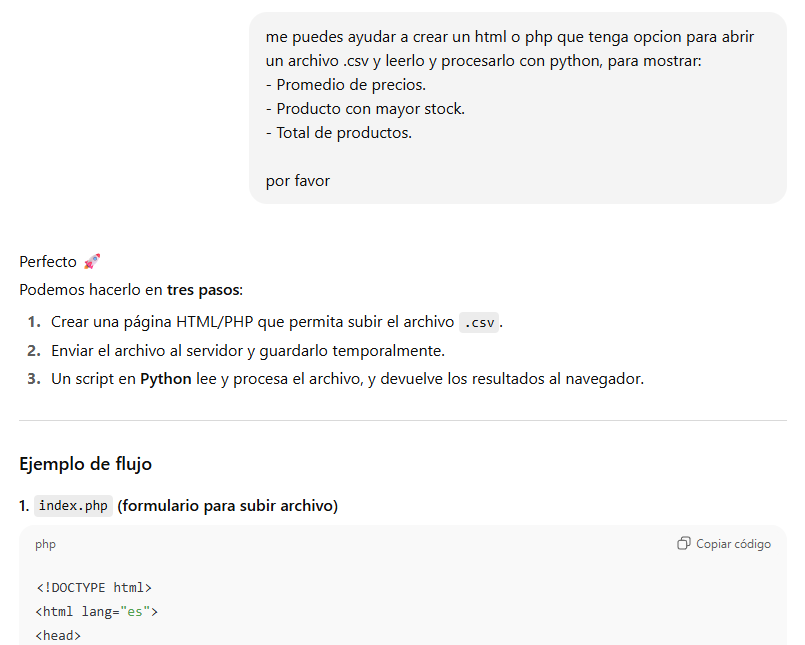 me puedes ayudar a crear un html o php que tenga opcion para abrir
un archivo .csv y leerlo y procesarlo con python, para mostrar:
- Promedio de precios.
- Producto con mayor stock.
- Total de productos.
por favor
Perfecto 🚀
Podemos hacerlo en tres pasos:
1. Crear una página HTML/PHP que permita subir el archivo .csv.
2. Enviar el archivo al servidor y guardarlo temporalmente.
3. Un script en Python lee y procesa el archivo, y devuelve los resultados al navegador.
Ejemplo de flujo
1. index.php (formulario para subir archivo)
php Copiar código
<!DOCTYPE html>
<html lang="es">
<head>